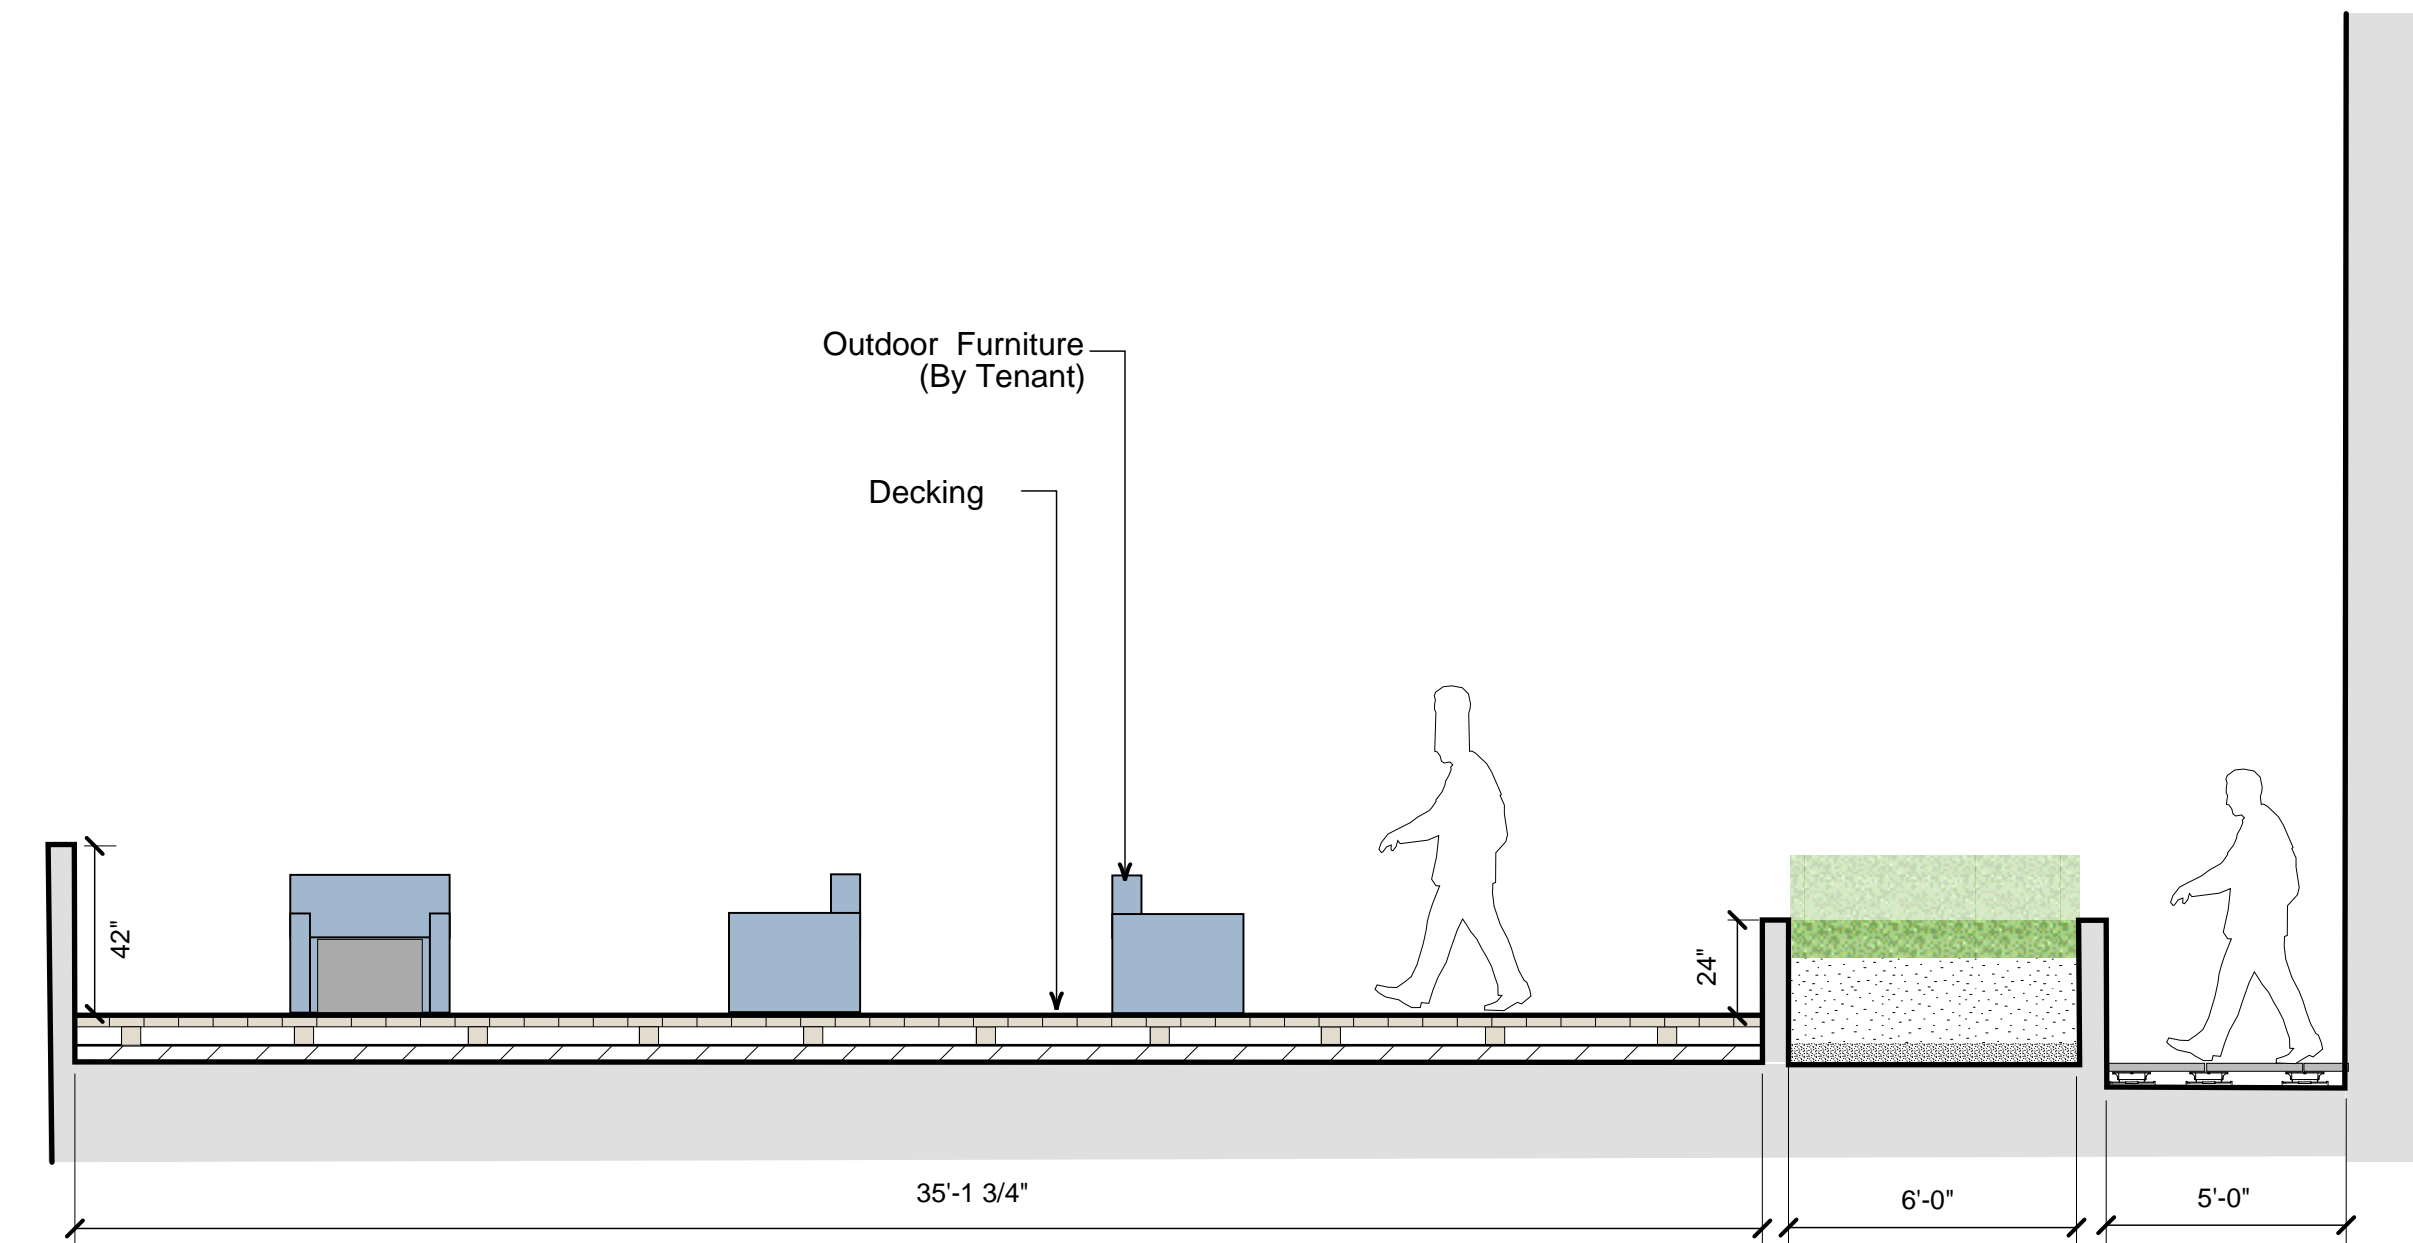 Outdoor Furniture
(By Tenant)
Decking
42"
24"
35'-1 3/4"
6'-0"
5'-0"